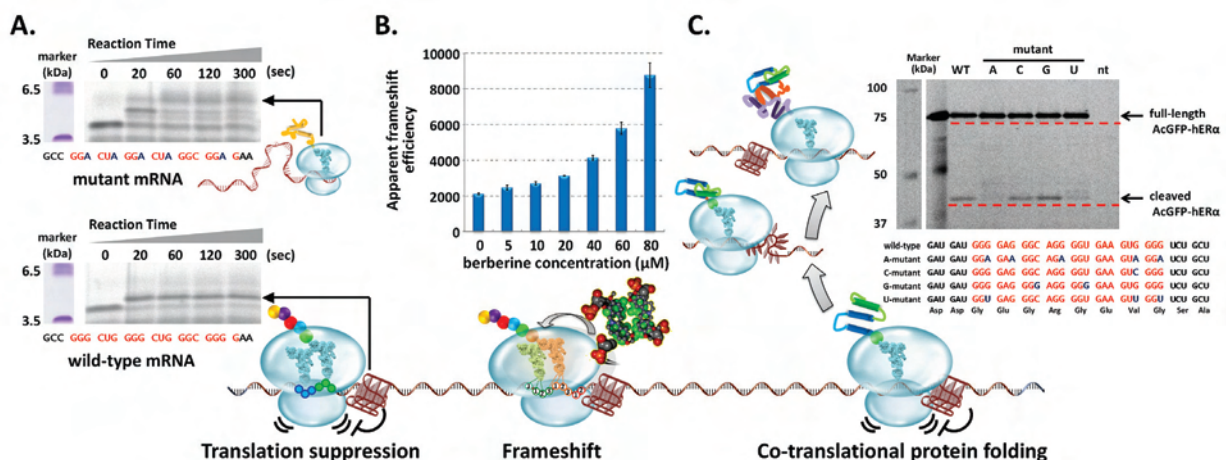 A.
Reaction Time
marker
(kDa)
0 20 60 120 300 (sec)
6.5
3.5
GCC GGA CUA GGA CUA GGC GGA GAA
mutant mRNA
Reaction Time
marker
(kDa)
0 20 60 120 300 (sec)
6.5
3.5
GCC GGG CUG GGG CUG GGC GGG GAA
wild-type mRNA
Translation suppression
B.
Apparent frameshift
efficiency
10000
8000
6000
4000
2000
0
0 5 10 20 40 60 80
berberine concentration (μM)
Frameshift
C.
Marker
(kDa)
mutant
WT A C G U nt
100
75
50
37
full-length
AcGFP-hERα
cleaved
AcGFP-hERα
wild-type GAU GAU GGG GAG GGC AGG GGU GAA GUG GGG UCU GCU
A-mutant GAU GAU GGA GAA GGC AGA GGU GAA GUA GGA UCU GCU
C-mutant GAU GAU GGG GAG GGC AGG GGU GAA GUC GGG UCU GCU
G-mutant GAU GAU GGG GAG GGG AGG GGG GAA GUG GGG UCU GCU
U-mutant GAU GAU GGU GAG GGC AGG GGU GAA GUU GGU UCU GCU
Asp Asp Gly Glu Gly Arg Gly Glu Val Gly Ser Ala
Co-translational protein folding